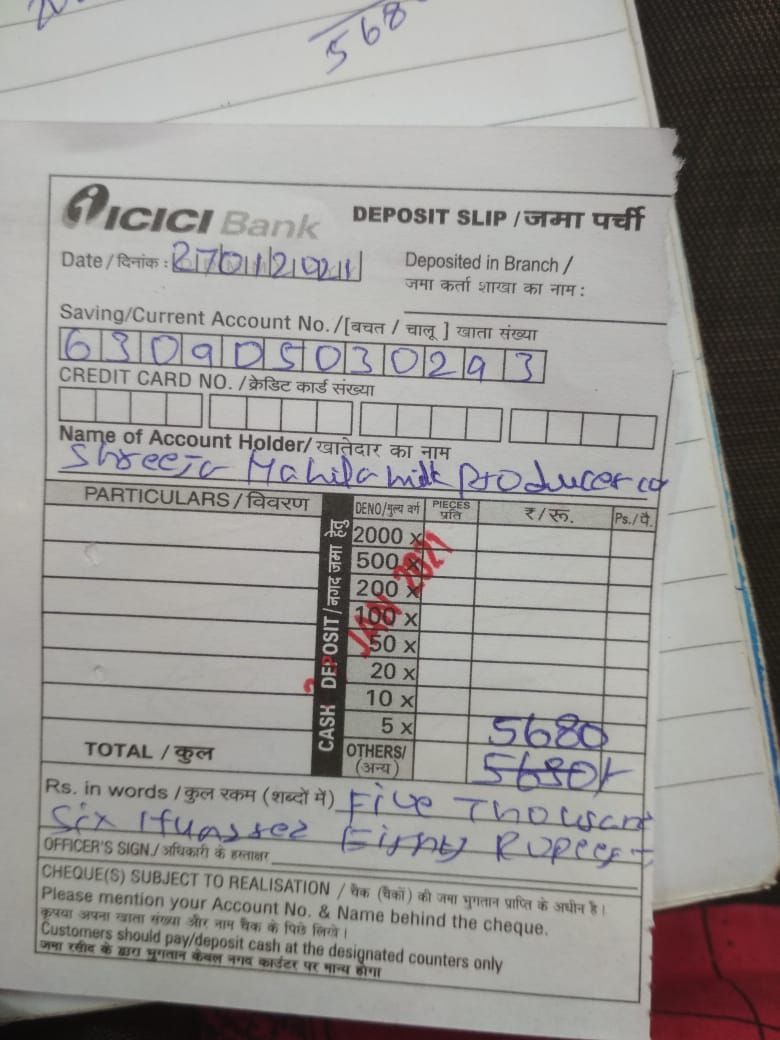 568
ICICI Bank
DEPOSIT SLIP / जमा पर्ची
Date / दिनांक : 27012021
Deposited in Branch /
जमा कर्ता शाखा का नाम :
Saving/Current Account No. /[बचत / चालू ] खाता संख्या
630905030293
CREDIT CARD NO. / क्रेडिट कार्ड संख्या
Name of Account Holder/ खातेदार का नाम
Shreeja Mahila milk producer co
PARTICULARS / विवरण
CASH DEPOSIT / नगद जमा हेतु
DENO/मुल्य वर्ग PIECES प्रति ₹/रू. Ps./पै.
2000 x
500 x
200 x
100 x
50 x
20 x
10 x
5 x 5680
JAN 2021
TOTAL / कुल OTHERS/ (अन्य) 5680/-
Rs. in words / कुल रकम (शब्दों में) Five Thousand
Six Hundred Eighty Rupees
OFFICER'S SIGN./ अधिकारी के हस्ताक्षर
CHEQUE(S) SUBJECT TO REALISATION / चैक (चैकों) की जमा भुगतान प्राप्ति के अधीन है।
Please mention your Account No. & Name behind the cheque.
कृपया अपना खाता संख्या और नाम चैक के पिछे लिखे।
Customers should pay/deposit cash at the designated counters only
जमा रसीद के द्वारा भुगतान केवल नगद काउंटर पर मान्य होगा